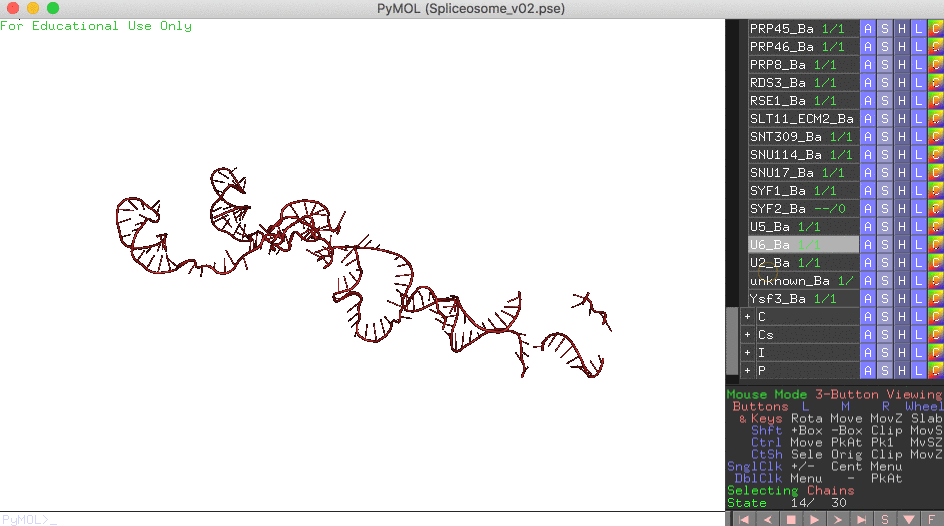 PyMOL (Spliceosome_v02.pse)
For Educational Use Only
PRP45_Ba 1/1 A S H L C
PRP46_Ba 1/1 A S H L C
PRP8_Ba 1/1 A S H L C
RDS3_Ba 1/1 A S H L C
RSE1_Ba 1/1 A S H L C
SLT11_ECM2_Ba A S H L C
SNT309_Ba 1/1 A S H L C
SNU114_Ba 1/1 A S H L C
SNU17_Ba 1/1 A S H L C
SYF1_Ba 1/1 A S H L C
SYF2_Ba --/0 A S H L C
U5_Ba 1/1 A S H L C
U6_Ba 1/1 A S H L C
U2_Ba 1/1 A S H L C
unknown_Ba 1/ A S H L C
Ysf3_Ba 1/1 A S H L C
+ C A S H L C
+ Cs A S H L C
+ I A S H L C
+ P A S H L C
Mouse Mode 3-Button Viewing
Buttons L M R Wheel
& Keys Rota Move MovZ Slab
Shft +Box -Box Clip MovS
Ctrl Move PkAt Pk1 MvSZ
CtSh Sele Orig Clip MovZ
SnglClk +/- Cent Menu
DblClk Menu - PkAt
Selecting Chains
State 14/ 30
PyMOL>_
S F